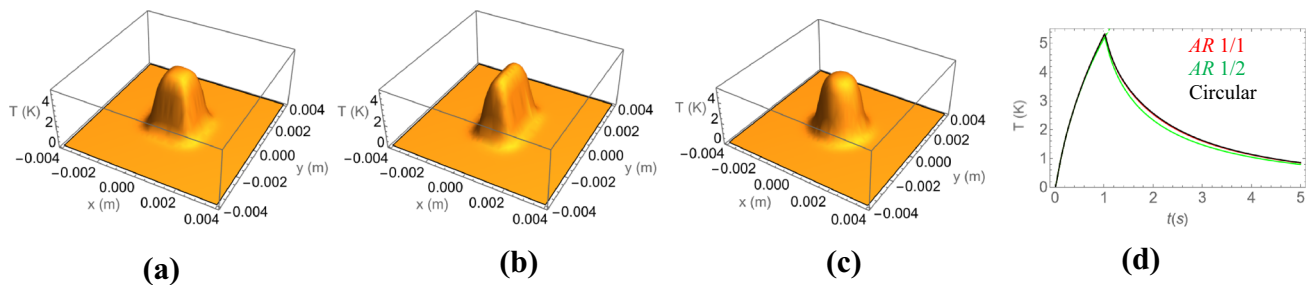 T (K)
4
2
0
−0.004
−0.002
0.000
x (m)
0.002
0.004
−0.004
−0.002
0.000
y (m)
0.002
0.004
(a)
T (K)
4
2
0
−0.004
−0.002
0.000
x (m)
0.002
0.004
−0.004
−0.002
0.000
y (m)
0.002
0.004
(b)
T (K)
4
2
0
−0.004
−0.002
0.000
x (m)
0.002
0.004
−0.004
−0.002
0.000
y (m)
0.002
0.004
(c)
T (K)
5
4
3
2
1
0
0 1 2 3 4 5
t(s)
AR 1/1
AR 1/2
Circular
(d)